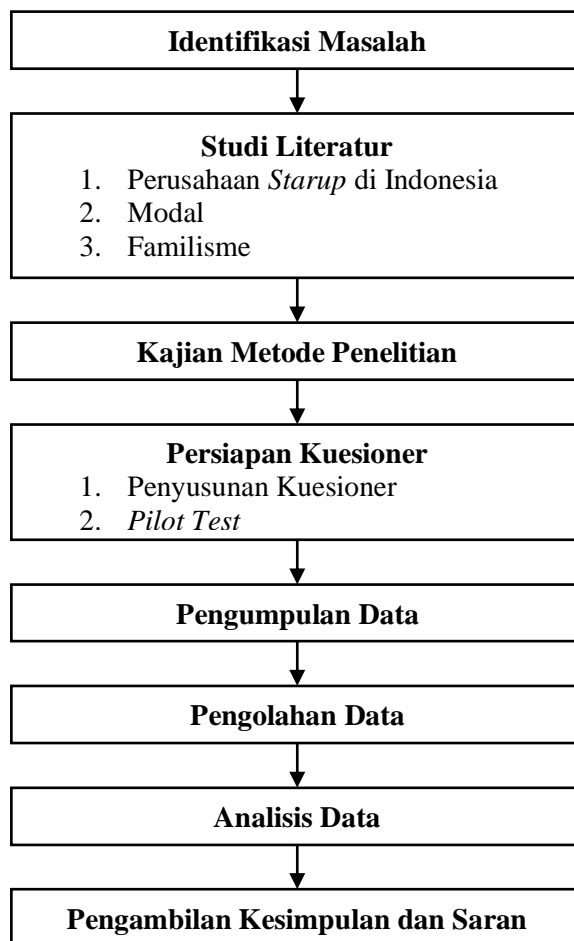 Identifikasi Masalah
Studi Literatur
1. Perusahaan Starup di Indonesia
2. Modal
3. Familisme
Kajian Metode Penelitian
Persiapan Kuesioner
1. Penyusunan Kuesioner
2. Pilot Test
Pengumpulan Data
Pengolahan Data
Analisis Data
Pengambilan Kesimpulan dan Saran